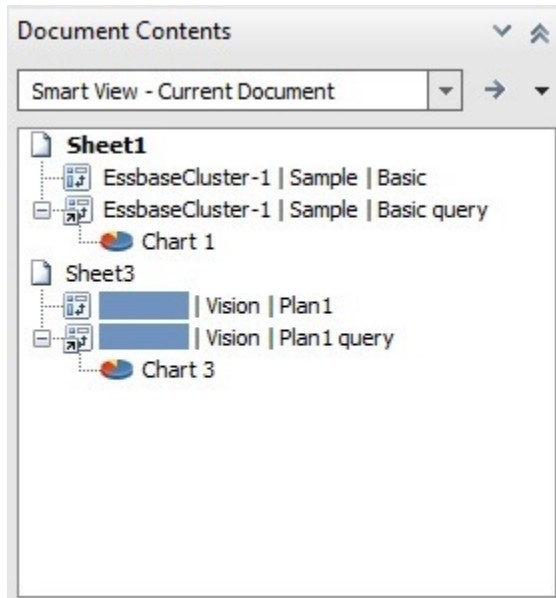 Document Contents
Smart View - Current Document
Sheet1
EssbaseCluster-1 | Sample | Basic
EssbaseCluster-1 | Sample | Basic query
Chart 1
Sheet3
| Vision | Plan1
| Vision | Plan1 query
Chart 3